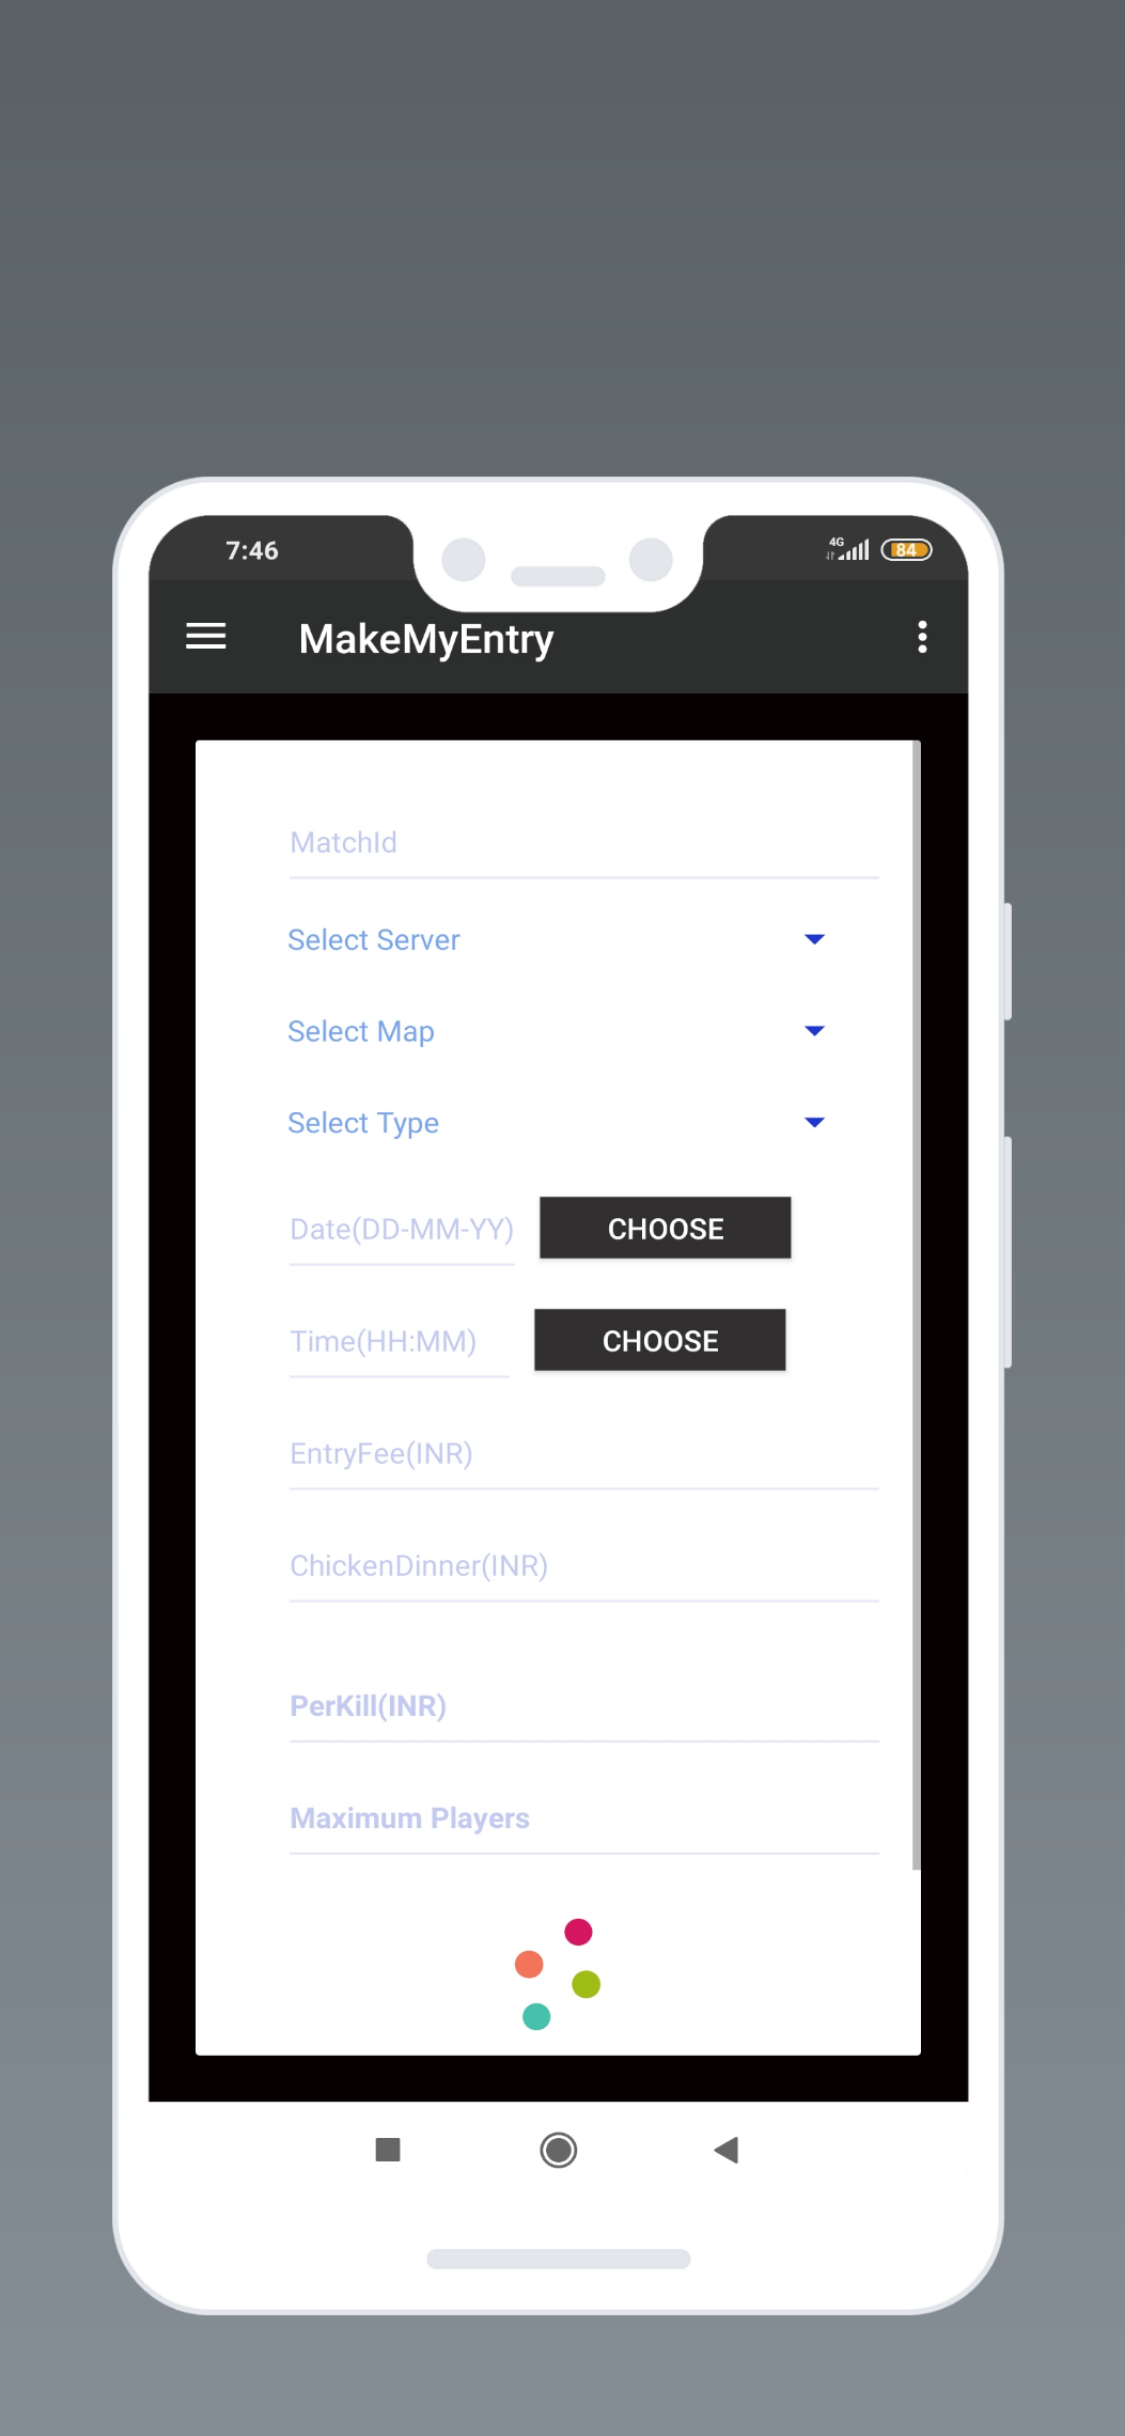 7:46
4G
84
MakeMyEntry
MatchId
Select Server
Select Map
Select Type
Date(DD-MM-YY)
CHOOSE
Time(HH:MM)
CHOOSE
EntryFee(INR)
ChickenDinner(INR)
PerKill(INR)
Maximum Players